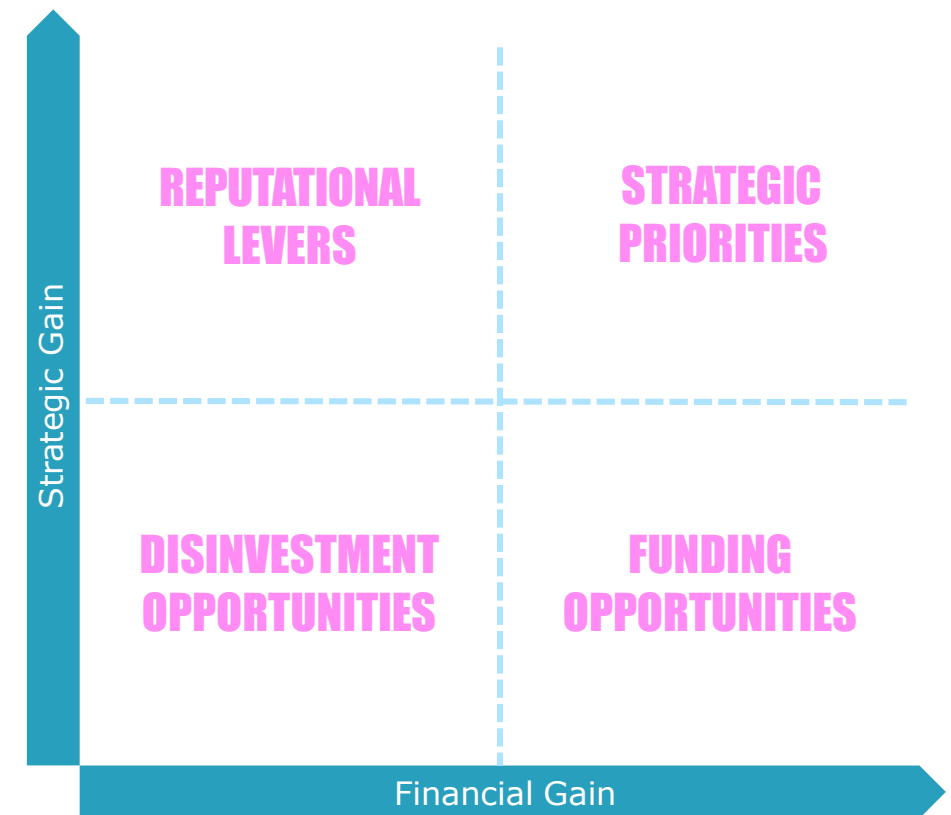 REPUTATIONAL
LEVERS
STRATEGIC
PRIORITIES
Strategic Gain
DISINVESTMENT
OPPORTUNITIES
FUNDING
OPPORTUNITIES
Financial Gain